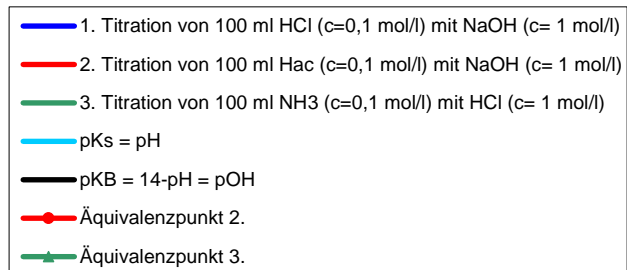 1. Titration von 100 ml HCl (c=0,1 mol/l) mit NaOH (c= 1 mol/l)
2. Titration von 100 ml Hac (c=0,1 mol/l) mit NaOH (c= 1 mol/l)
3. Titration von 100 ml NH3 (c=0,1 mol/l) mit HCl (c= 1 mol/l)
pKs = pH
pKB = 14-pH = pOH
Äquivalenzpunkt 2.
Äquivalenzpunkt 3.